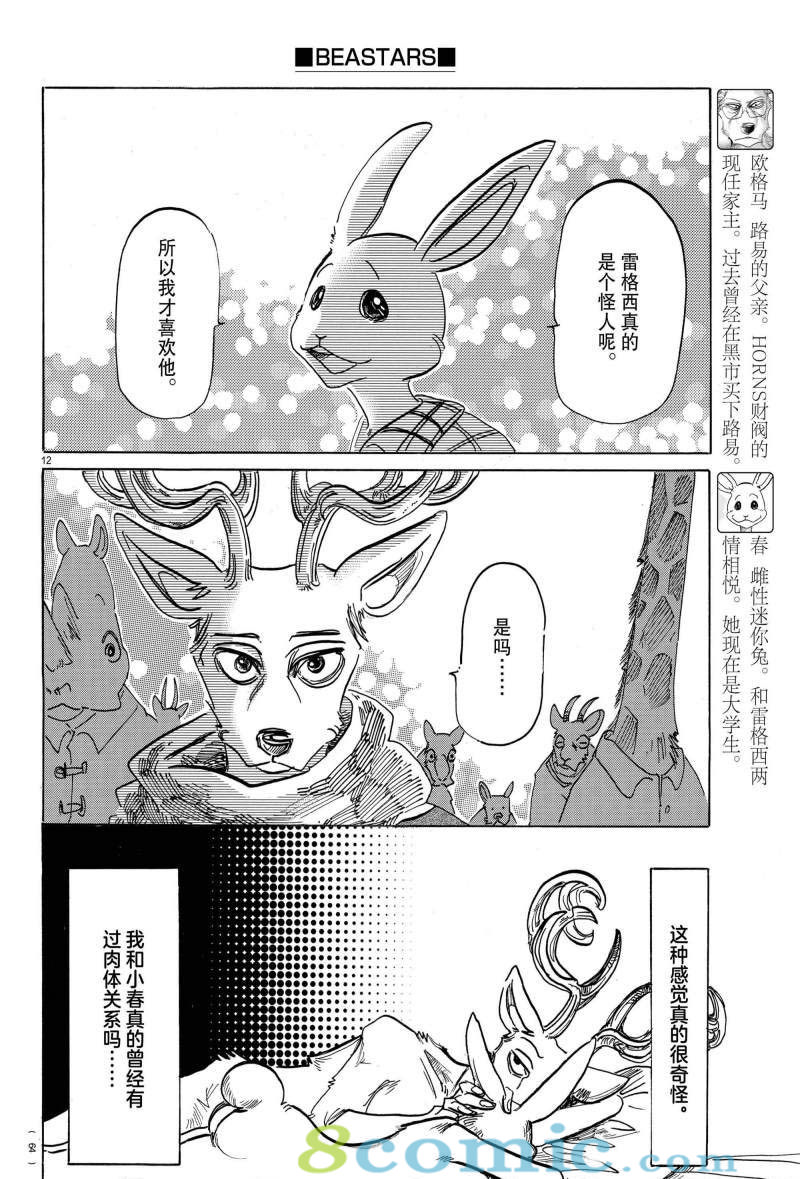 ■BEASTARS■
雷格西真的
是个怪人呢。
所以我才喜欢他。
欧格马 路易的父亲。HORNS财阀的
现任家主。过去曾经在黑市买下路易。
12
是吗……
春 雌性迷你兔。和雷格西两
情相悦。她现在是大学生。
这种感觉真的很奇怪。
我和小春真的曾经有
过肉体关系吗……
( 64 )
8comic.com